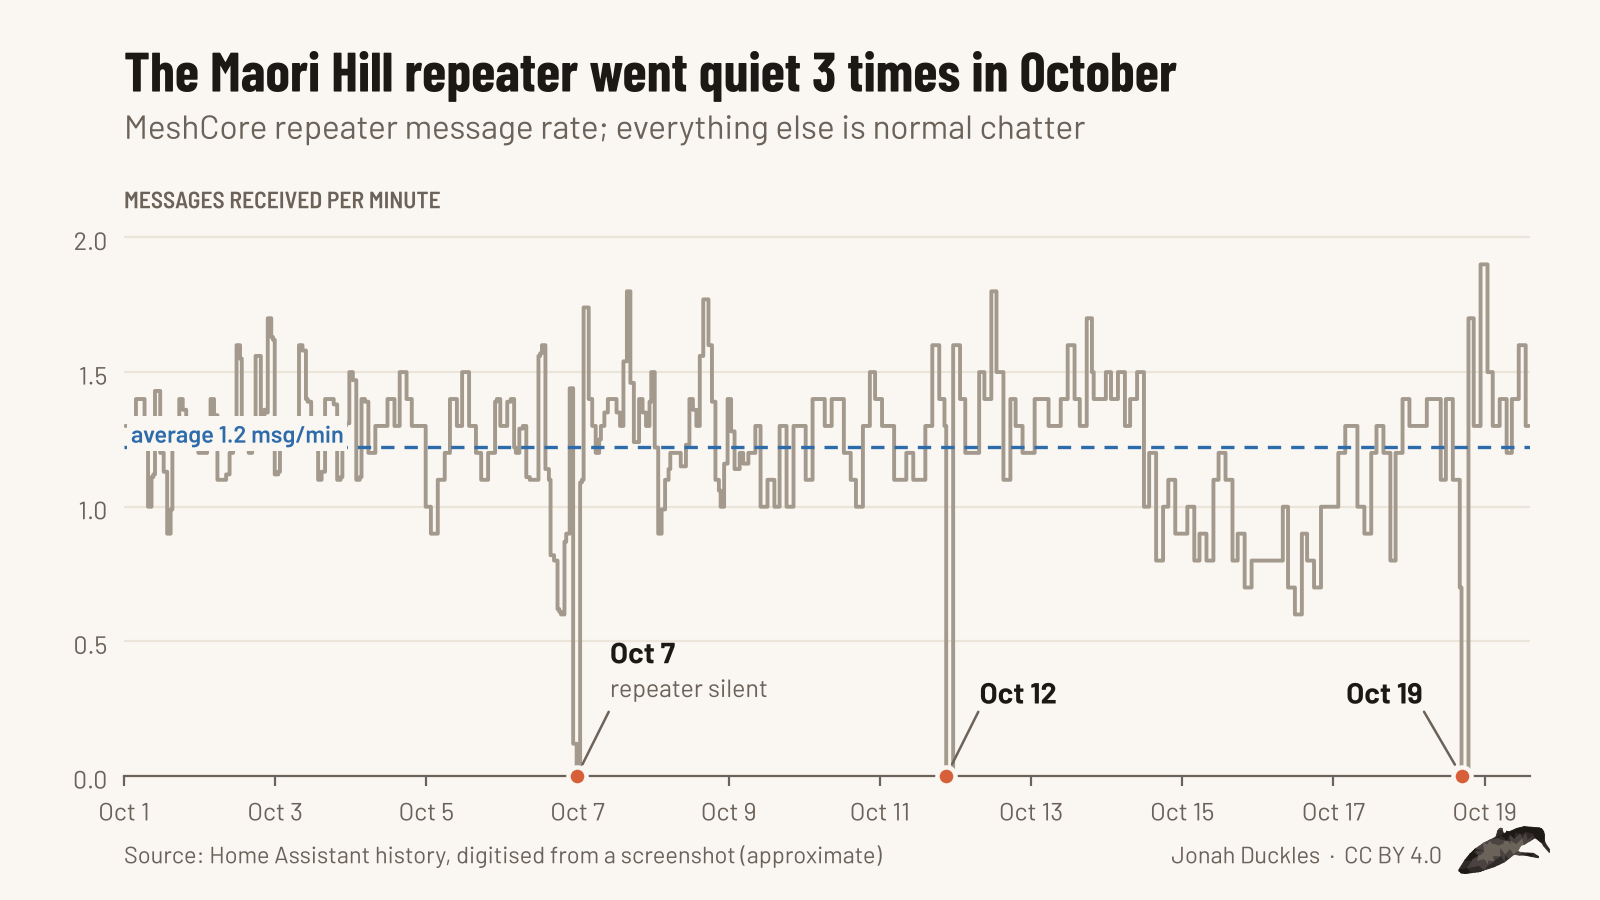 The Maori Hill repeater went quiet 3 times in October
MeshCore repeater message rate; everything else is normal chatter
MESSAGES RECEIVED PER MINUTE
2.0
1.5
average 1.2 msg/min
1.0
0.5
Oct 7
repeater silent
Oct 12
Oct 19
0.0
Oct 1 Oct 3 Oct 5 Oct 7 Oct 9 Oct 11 Oct 13 Oct 15 Oct 17 Oct 19
Source: Home Assistant history, digitised from a screenshot (approximate)
Jonah Duckles · CC BY 4.0